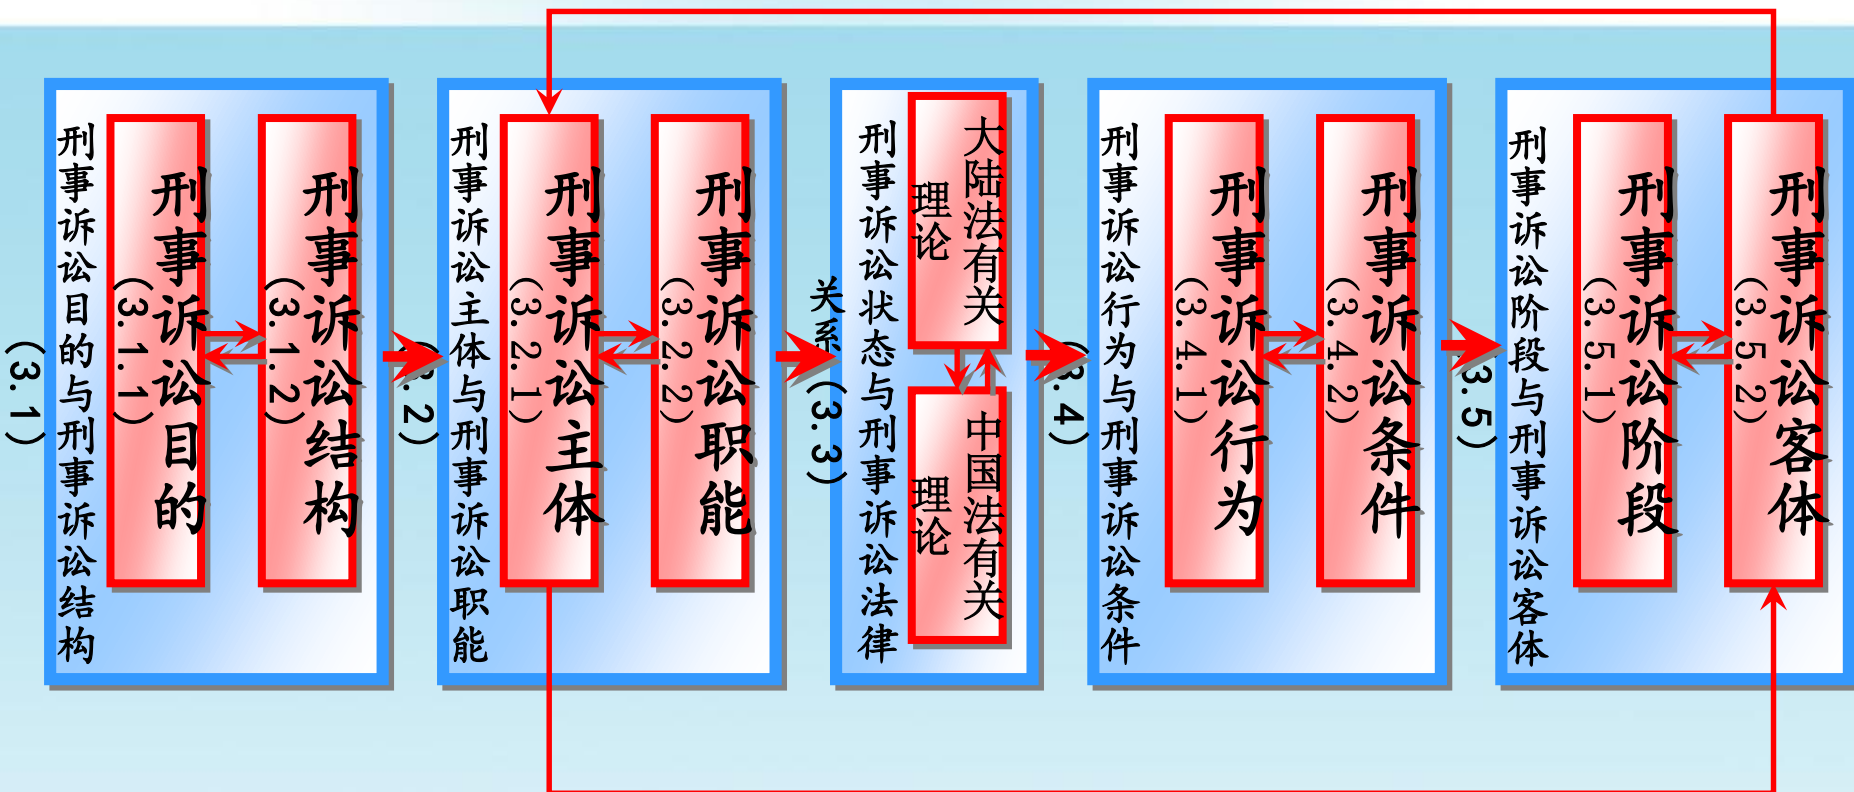 刑事诉讼目的与刑事诉讼结构
(3.1)
刑事诉讼目的
(3.1.1)
刑事诉讼结构
(3.1.2)
刑事诉讼主体与刑事诉讼职能
(3.2)
刑事诉讼主体
(3.2.1)
刑事诉讼职能
(3.2.2)
刑事诉讼状态与刑事诉讼法律
关系(3.3)
大陆法有关
理论
中国法有关
理论
刑事诉讼行为与刑事诉讼条件
(3.4)
刑事诉讼行为
(3.4.1)
刑事诉讼条件
(3.4.2)
刑事诉讼阶段与刑事诉讼客体
(3.5)
刑事诉讼阶段
(3.5.1)
刑事诉讼客体
(3.5.2)